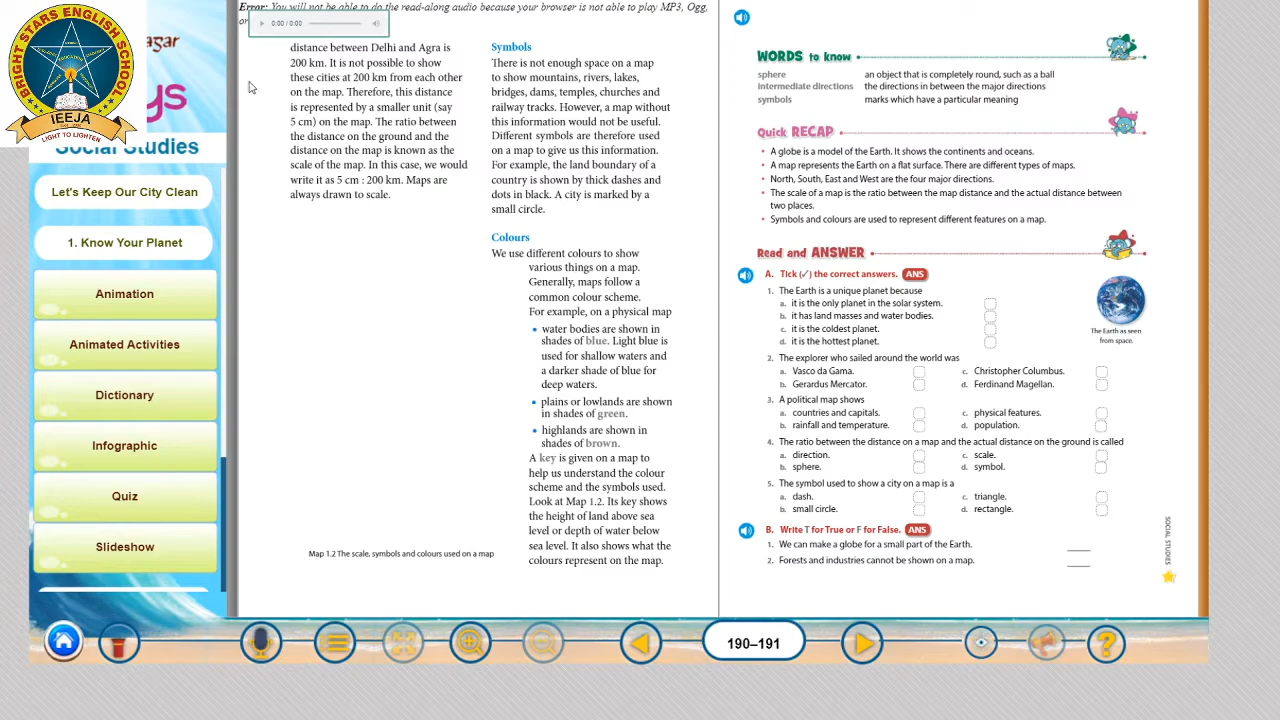 Error: You will not be able to do the read-along audio because your browser is not able to play MP3, Ogg,
or
0:00 / 0:00
BRIGHT STARS ENGLISH SCHOOL
EDUCATION
IEEJA
LIGHT TO LIGHTEN
agar
ys
Social Studies
Let's Keep Our City Clean
1. Know Your Planet
Animation
Animated Activities
Dictionary
Infographic
Quiz
Slideshow
distance between Delhi and Agra is
200 km. It is not possible to show
these cities at 200 km from each other
on the map. Therefore, this distance
is represented by a smaller unit (say
5 cm) on the map. The ratio between
the distance on the ground and the
distance on the map is known as the
scale of the map. In this case, we would
write it as 5 cm : 200 km. Maps are
always drawn to scale.
Map 1.2 The scale, symbols and colours used on a map
Symbols
There is not enough space on a map
to show mountains, rivers, lakes,
bridges, dams, temples, churches and
railway tracks. However, a map without
this information would not be useful.
Different symbols are therefore used
on a map to give us this information.
For example, the land boundary of a
country is shown by thick dashes and
dots in black. A city is marked by a
small circle.
Colours
We use different colours to show
various things on a map.
Generally, maps follow a
common colour scheme.
For example, on a physical map
• water bodies are shown in
shades of blue. Light blue is
used for shallow waters and
a darker shade of blue for
deep waters.
• plains or lowlands are shown
in shades of green.
• highlands are shown in
shades of brown.
A key is given on a map to
help us understand the colour
scheme and the symbols used.
Look at Map 1.2. Its key shows
the height of land above sea
level or depth of water below
sea level. It also shows what the
colours represent on the map.
WORDS to know
sphere an object that is completely round, such as a ball
intermediate directions the directions in between the major directions
symbols marks which have a particular meaning
Quick RECAP
• A globe is a model of the Earth. It shows the continents and oceans.
• A map represents the Earth on a flat surface. There are different types of maps.
• North, South, East and West are the four major directions.
• The scale of a map is the ratio between the map distance and the actual distance between
two places.
• Symbols and colours are used to represent different features on a map.
Read and ANSWER
A. Tick (✓) the correct answers. ANS
1. The Earth is a unique planet because
a. it is the only planet in the solar system.
b. it has land masses and water bodies.
c. it is the coldest planet.
d. it is the hottest planet.
The Earth as seen
from space.
2. The explorer who sailed around the world was
a. Vasco da Gama. c. Christopher Columbus.
b. Gerardus Mercator. d. Ferdinand Magellan.
3. A political map shows
a. countries and capitals. c. physical features.
b. rainfall and temperature. d. population.
4. The ratio between the distance on a map and the actual distance on the ground is called
a. direction. c. scale.
b. sphere. d. symbol.
5. The symbol used to show a city on a map is a
a. dash. c. triangle.
b. small circle. d. rectangle.
B. Write T for True or F for False. ANS
1. We can make a globe for a small part of the Earth.
2. Forests and industries cannot be shown on a map.
SOCIAL STUDIES
190–191
?